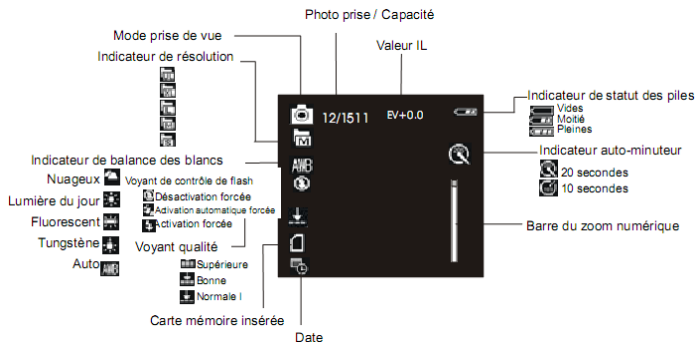 Photo prise / Capacité
Mode prise de vue
Valeur IL
Indicateur de résolution
12/1511
EV+0.0
M
AWB
Indicateur de statut des piles
Vides
Moitié
Pleines
Indicateur auto-minuteur
20 secondes
10 secondes
Barre du zoom numérique
Indicateur de balance des blancs
Nuageux
Lumière du jour
Fluorescent
Tungstène
Auto
AWB
Voyant de contrôle de flash
Désactivation forcée
Adivation automatique forcée
Activation forcée
Voyant qualité
Supérieure
Bonne
Normale l
Carte mémoire insérée
Date